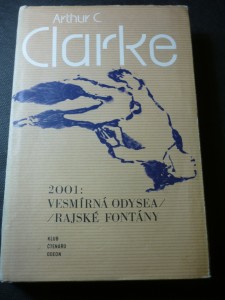 Arthur C
Clarke
2001:
VESMÍRNÁ ODYSEA/
/RAJSKÉ FONTÁNY
KLUB
ČTENÁŘŮ
ODEON